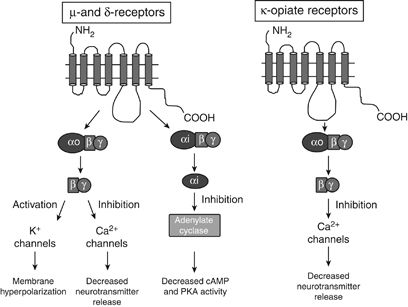 μ-and δ-receptors
κ-opiate receptors
NH2
NH2
COOH
COOH
αo β γ
αi β γ
αo β γ
β γ
αi
β γ
Activation
Inhibition
Inhibition
Inhibition
K+
channels
Ca2+
channels
Adenylate
cyclase
Ca2+
channels
Membrane
hyperpolarization
Decreased
neurotransmitter
release
Decreased cAMP
and PKA activity
Decreased
neurotransmitter
release